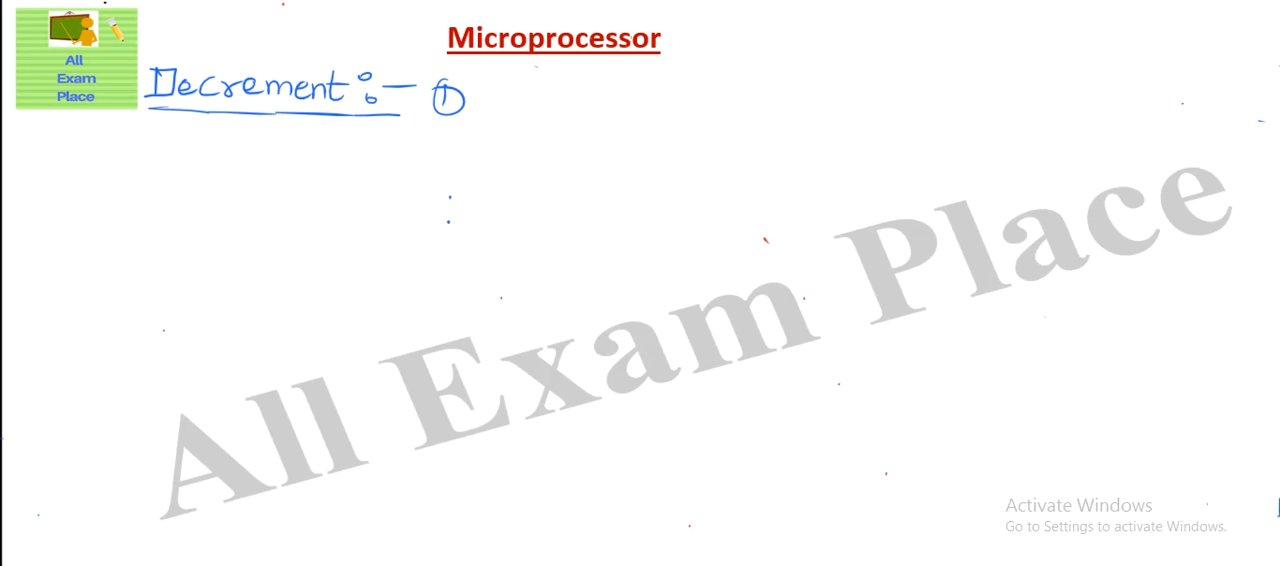 Microprocessor
All
Exam
Place
Decrement :- ①
All Exam Place
Activate Windows
Go to Settings to activate Windows.